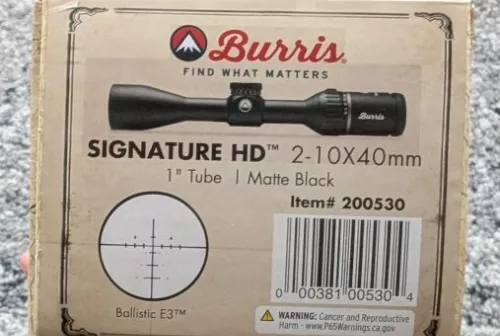 Burris
FIND WHAT MATTERS
Burris
SIGNATURE HD™ 2-10X40mm
1" Tube | Matte Black
Item# 200530
Ballistic E3™
0 00381 00530 4
WARNING: Cancer and Reproductive
Harm - www.P65Warnings.ca.gov